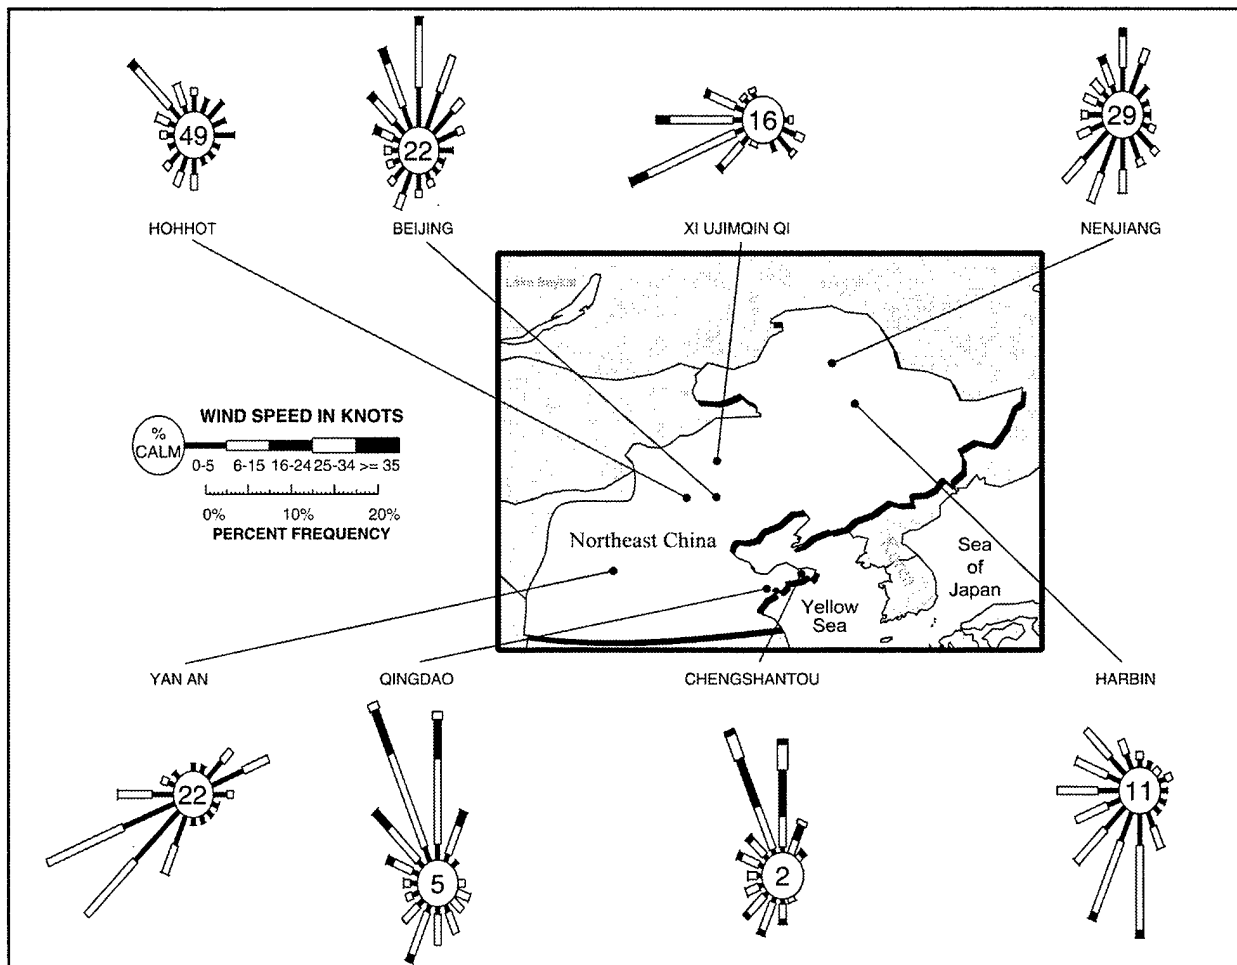 49
22
16
29
HOHHOT
BEIJING
XI UJIMQIN QI
NENJIANG
Lake Baykal
WIND SPEED IN KNOTS
%
CALM
0-5 6-15 16-24 25-34 >= 35
0% 10% 20%
PERCENT FREQUENCY
Northeast China
Sea
of
Japan
Yellow
Sea
YAN AN
QINGDAO
CHENGSHANTOU
HARBIN
22
5
2
11